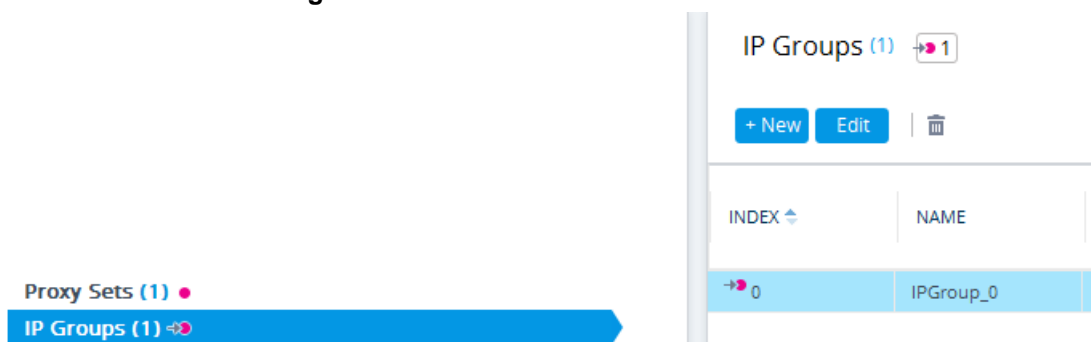 g
IP Groups (1) 1
+ New Edit
INDEX NAME
Proxy Sets (1)
0 IPGroup_0
IP Groups (1)